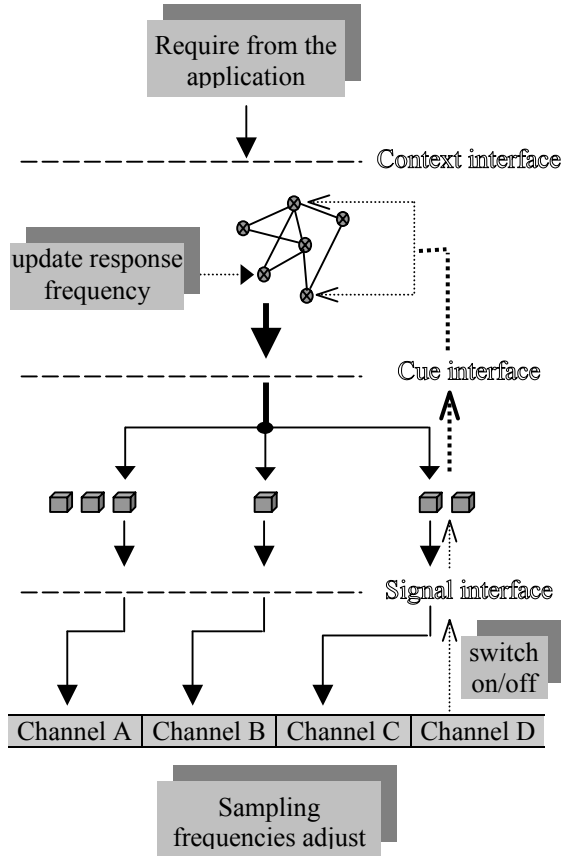 Require from the
application
Context interface
update response
frequency
Cue interface
Signal interface
switch
on/off
Channel A Channel B Channel C Channel D
Sampling
frequencies adjust